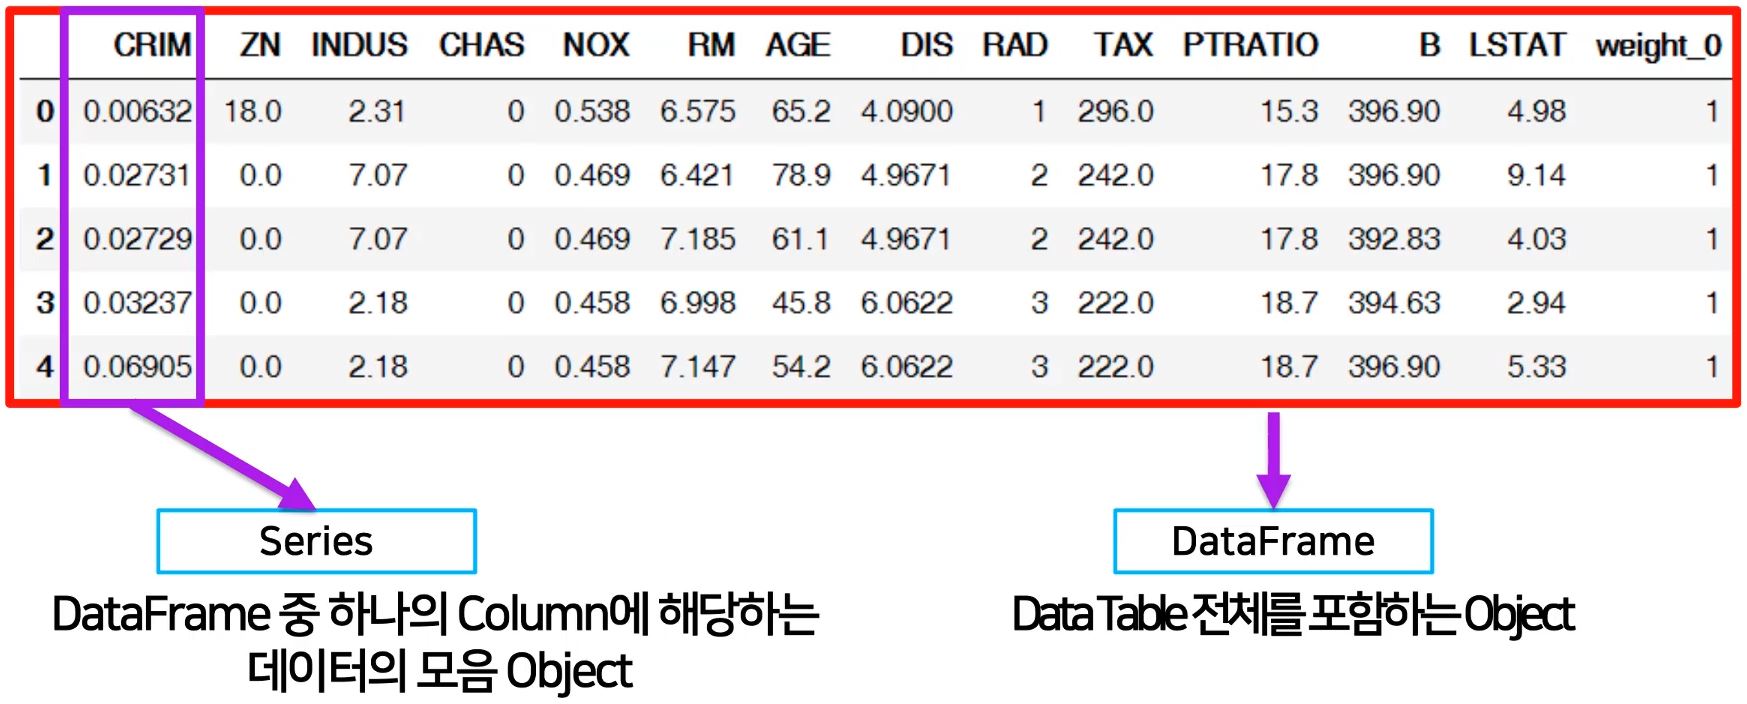 CRIM ZN INDUS CHAS NOX RM AGE DIS RAD TAX PTRATIO B LSTAT weight_0
0 0.00632 18.0 2.31 0 0.538 6.575 65.2 4.0900 1 296.0 15.3 396.90 4.98 1
1 0.02731 0.0 7.07 0 0.469 6.421 78.9 4.9671 2 242.0 17.8 396.90 9.14 1
2 0.02729 0.0 7.07 0 0.469 7.185 61.1 4.9671 2 242.0 17.8 392.83 4.03 1
3 0.03237 0.0 2.18 0 0.458 6.998 45.8 6.0622 3 222.0 18.7 394.63 2.94 1
4 0.06905 0.0 2.18 0 0.458 7.147 54.2 6.0622 3 222.0 18.7 396.90 5.33 1
Series
DataFrame 중 하나의 Column에 해당하는
데이터의 모음 Object
DataFrame
Data Table 전체를 포함하는 Object